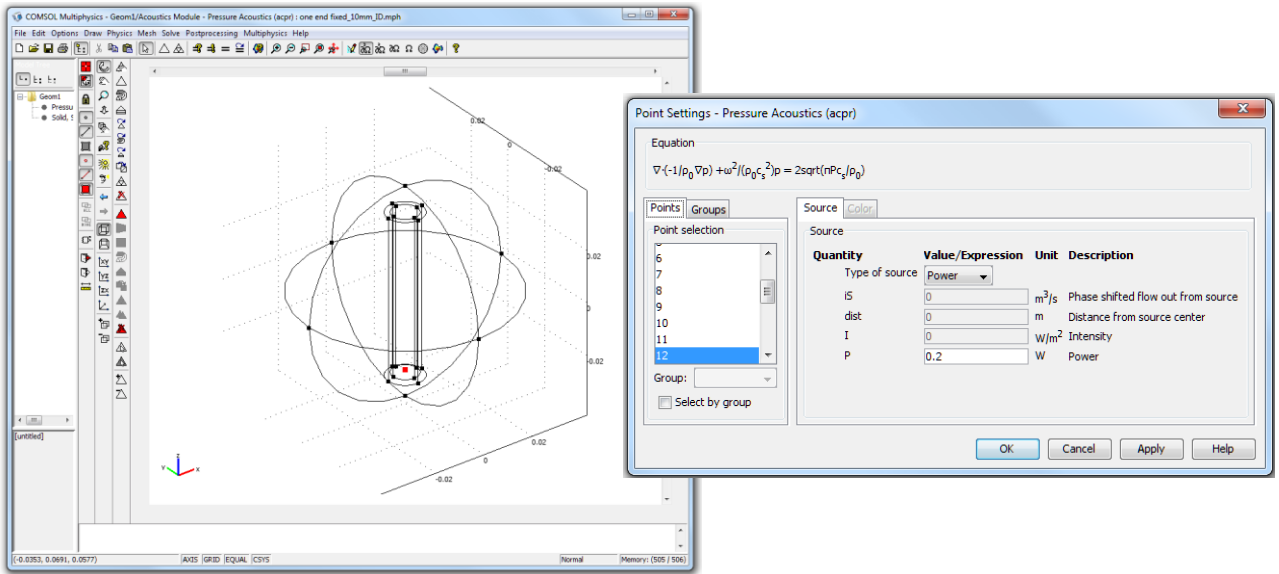 COMSOL Multiphysics - Geom1/Acoustics Module - Pressure Acoustics (acpr) : one end fixed_10mm_ID.mph
File Edit Options Draw Physics Mesh Solve Postprocessing Multiphysics Help
Geom1
Pressu
Solid, S
0.02
0
-0.02
0.02
0
-0.02
0.02
0
-0.02
z
y
x
[untitled]
(-0.0353, 0.0691, 0.0577)
AXIS GRID EQUAL CSYS
Normal
Memory: (505 / 506)
Point Settings - Pressure Acoustics (acpr)
Equation
∇·(-1/ρ₀ ∇p) + ω²/(ρ₀cₛ²)p = 2sqrt(πPcₛ/ρ₀)
Points Groups
Point selection
6
7
8
9
10
11
12
Group:
Select by group
Source Color
Source
Quantity Value/Expression Unit Description
Type of source Power
iS 0 m³/s Phase shifted flow out from source
dist 0 m Distance from source center
I 0 W/m² Intensity
P 0.2 W Power
OK Cancel Apply Help